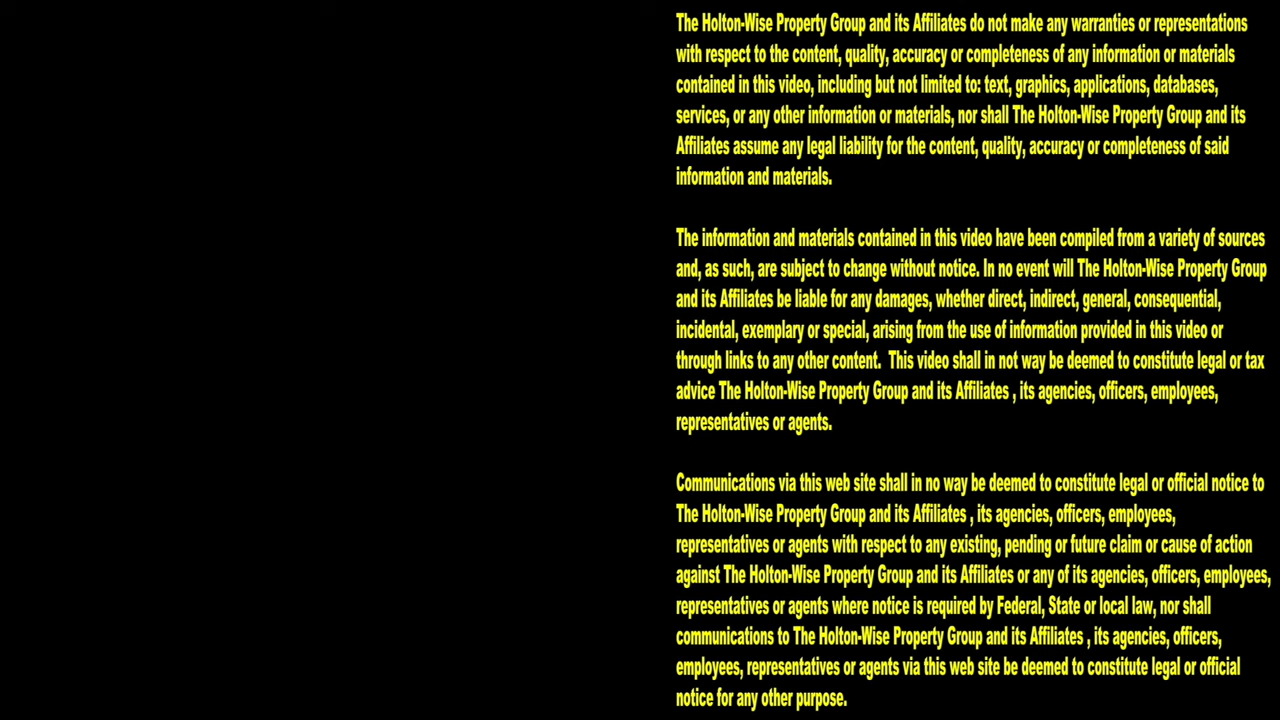 The Holton-Wise Property Group and its Affiliates do not make any warranties or representations
with respect to the content, quality, accuracy or completeness of any information or materials
contained in this video, including but not limited to: text, graphics, applications, databases,
services, or any other information or materials, nor shall The Holton-Wise Property Group and its
Affiliates assume any legal liability for the content, quality, accuracy or completeness of said
information and materials.
The information and materials contained in this video have been compiled from a variety of sources
and, as such, are subject to change without notice. In no event will The Holton-Wise Property Group
and its Affiliates be liable for any damages, whether direct, indirect, general, consequential,
incidental, exemplary or special, arising from the use of information provided in this video or
through links to any other content.  This video shall in not way be deemed to constitute legal or tax
advice The Holton-Wise Property Group and its Affiliates , its agencies, officers, employees,
representatives or agents.
Communications via this web site shall in no way be deemed to constitute legal or official notice to
The Holton-Wise Property Group and its Affiliates , its agencies, officers, employees,
representatives or agents with respect to any existing, pending or future claim or cause of action
against The Holton-Wise Property Group and its Affiliates or any of its agencies, officers, employees,
representatives or agents where notice is required by Federal, State or local law, nor shall
communications to The Holton-Wise Property Group and its Affiliates , its agencies, officers,
employees, representatives or agents via this web site be deemed to constitute legal or official
notice for any other purpose.